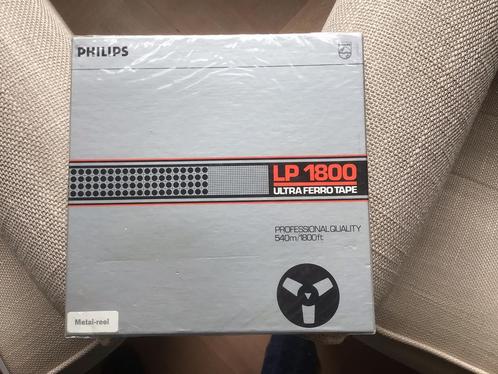 PHILIPS
LP 1800
ULTRA FERRO TAPE
PROFESSIONAL QUALITY
540m/1800ft
Metal-reel